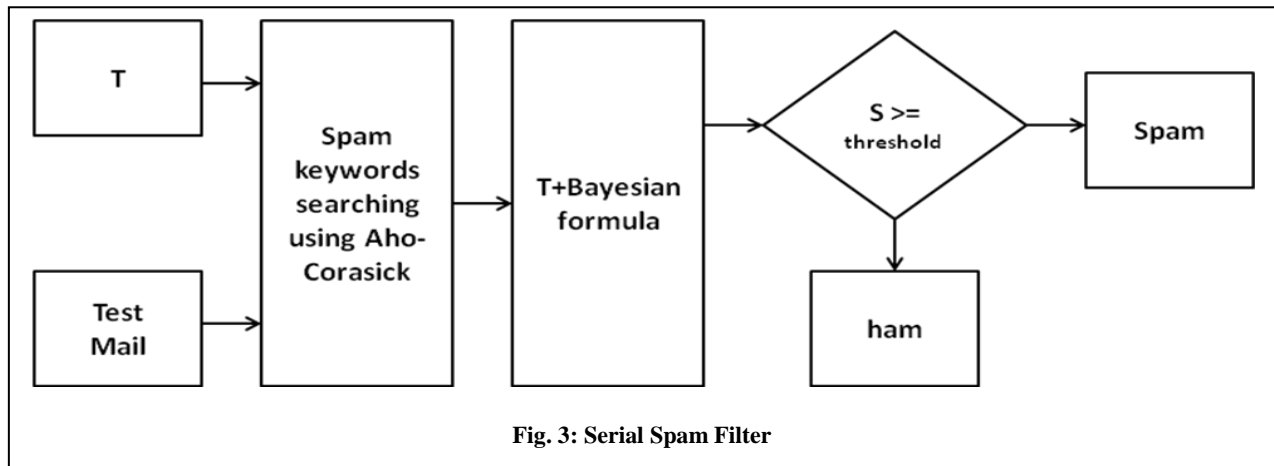 T
Test
Mail
Spam
keywords
searching
using Aho-
Corasick
T+Bayesian
formula
S >=
threshold
Spam
ham
Fig. 3: Serial Spam Filter